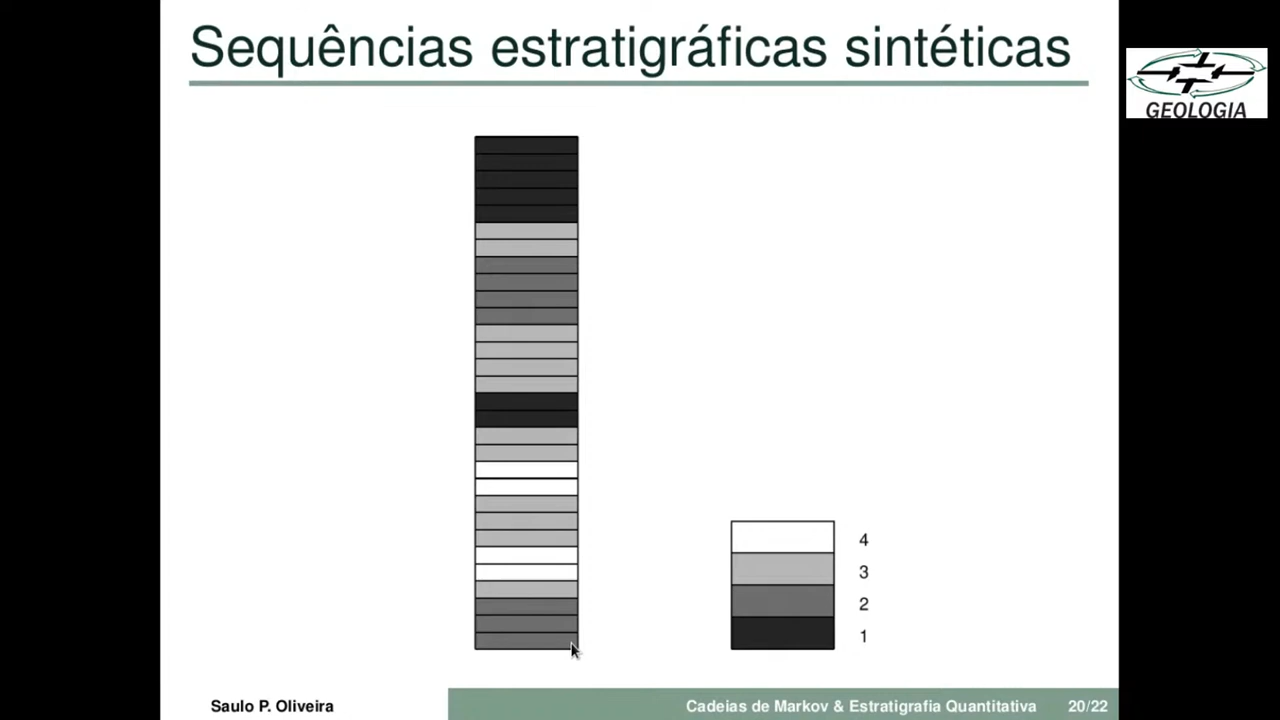 Sequências estratigráficas sintéticas
GEOLOGIA
4
3
2
1
Saulo P. Oliveira
Cadeias de Markov & Estratigrafia Quantitativa 20/22